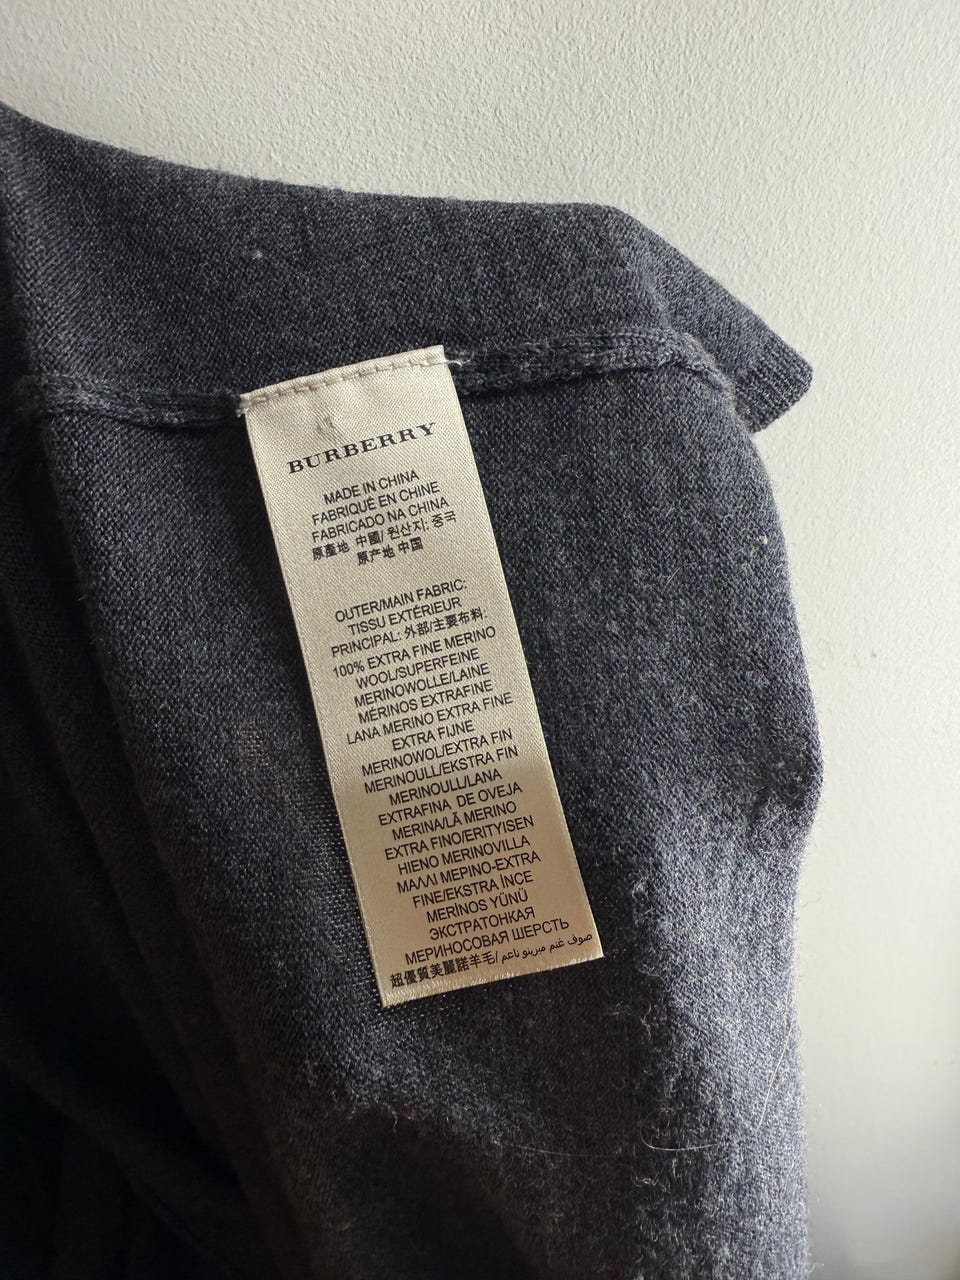 BURBERRY
MADE IN CHINA
FABRIQUÉ EN CHINE
FABRICADO NA CHINA
原產地 中國/ 원산지: 중국
原产地 中国
OUTER/MAIN FABRIC:
TISSU EXTÉRIEUR
PRINCIPAL: 外部/主要布料:
100% EXTRA FINE MERINO
WOOL/SUPERFEINE
MERINOWOLLE/LAINE
MÉRINOS EXTRAFINE
LANA MERINO EXTRA FINE
EXTRA FIJNE
MERINOWOL/EXTRA FIN
MERINOULL/EKSTRA FIN
MERINOULL/LANA
EXTRAFINA DE OVEJA
MERINA/LÃ MERINO
EXTRA FINO/ERITYISEN
HIENO MERINOVILLA
ΜΑΛΛΙ ΜΕΡΙΝΟ-EXTRA
FINE/EKSTRA İNCE
MERİNOS YÜNÜ
ЭКСТРАТОНКАЯ
МЕРИНОСОВАЯ ШЕРСТЬ
超優質美麗諾羊毛/ صوف غنم مرينو ناعم